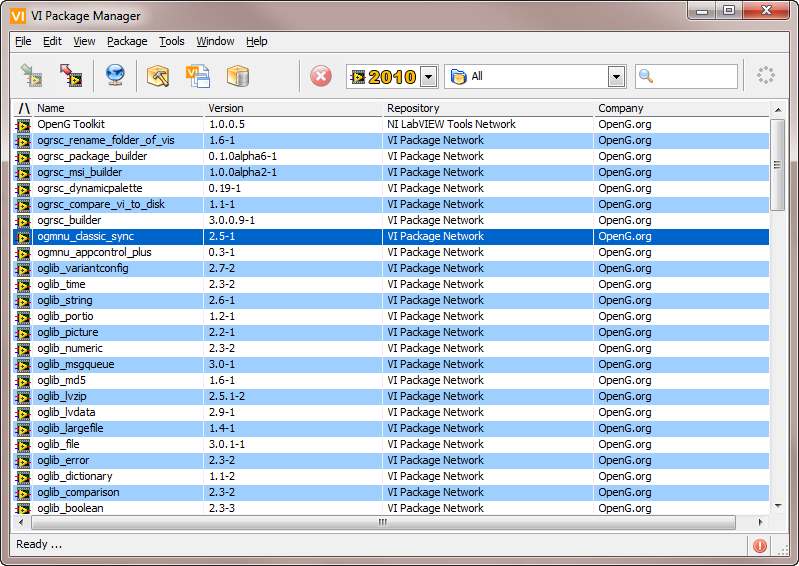 VI VI Package Manager
File Edit View Package Tools Window Help
2010 All
/\ Name Version Repository Company
OpenG Toolkit 1.0.0.5 NI LabVIEW Tools Network OpenG.org
ogrsc_rename_folder_of_vis 1.6-1 VI Package Network OpenG.org
ogrsc_package_builder 0.1.0alpha6-1 VI Package Network OpenG.org
ogrsc_msi_builder 1.0.0alpha2-1 VI Package Network OpenG.org
ogrsc_dynamicpalette 0.19-1 VI Package Network OpenG.org
ogrsc_compare_vi_to_disk 1.1-1 VI Package Network OpenG.org
ogrsc_builder 3.0.0.9-1 VI Package Network OpenG.org
ogmnu_classic_sync 2.5-1 VI Package Network OpenG.org
ogmnu_appcontrol_plus 0.3-1 VI Package Network OpenG.org
oglib_variantconfig 2.7-2 VI Package Network OpenG.org
oglib_time 2.3-2 VI Package Network OpenG.org
oglib_string 2.6-1 VI Package Network OpenG.org
oglib_portio 1.2-1 VI Package Network OpenG.org
oglib_picture 2.2-1 VI Package Network OpenG.org
oglib_numeric 2.3-2 VI Package Network OpenG.org
oglib_msgqueue 3.0-1 VI Package Network OpenG.org
oglib_md5 1.6-1 VI Package Network OpenG.org
oglib_lvzip 2.5.1-2 VI Package Network OpenG.org
oglib_lvdata 2.9-1 VI Package Network OpenG.org
oglib_largefile 1.4-1 VI Package Network OpenG.org
oglib_file 3.0.1-1 VI Package Network OpenG.org
oglib_error 2.3-2 VI Package Network OpenG.org
oglib_dictionary 1.1-2 VI Package Network OpenG.org
oglib_comparison 2.3-2 VI Package Network OpenG.org
oglib_boolean 2.3-3 VI Package Network OpenG.org
Ready ...